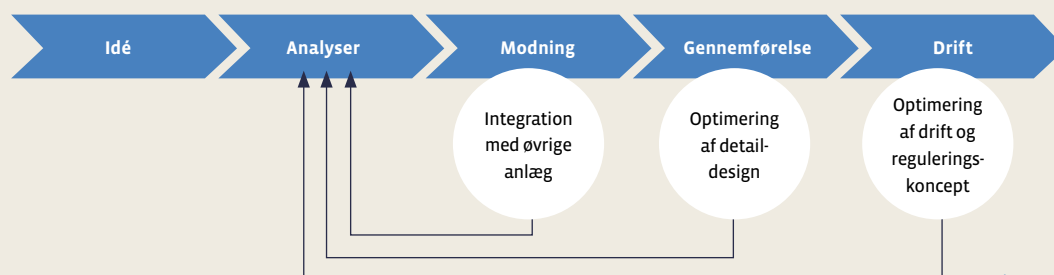 Idé
Analyser
Modning
Gennemførelse
Drift
Integration
med øvrige
anlæg
Optimering
af detail-
design
Optimering
af drift og
regulerings-
koncept